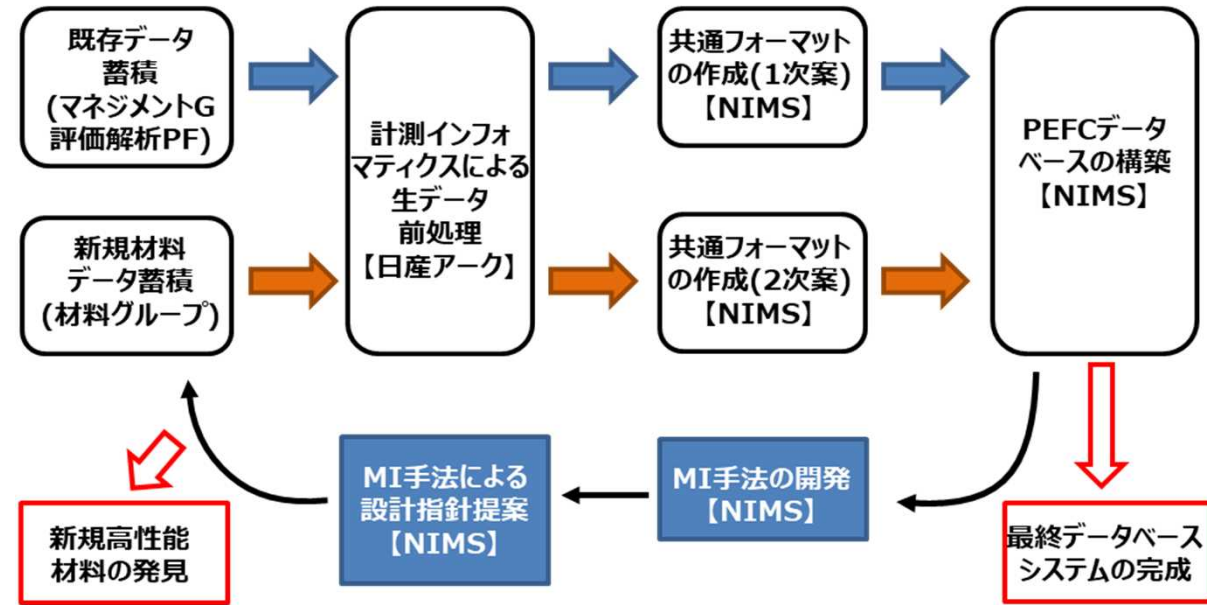 既存データ
蓄積
(マネジメントG
評価解析PF)
計測インフォ
マティクスによる
生データ
前処理
【日産アーク】
共通フォーマット
の作成(1次案)
【NIMS】
PEFCデータ
ベースの構築
【NIMS】
新規材料
データ蓄積
(材料グループ)
共通フォーマット
の作成(2次案)
【NIMS】
MI手法による
設計指針提案
【NIMS】
MI手法の開発
【NIMS】
新規高性能
材料の発見
最終データベース
システムの完成